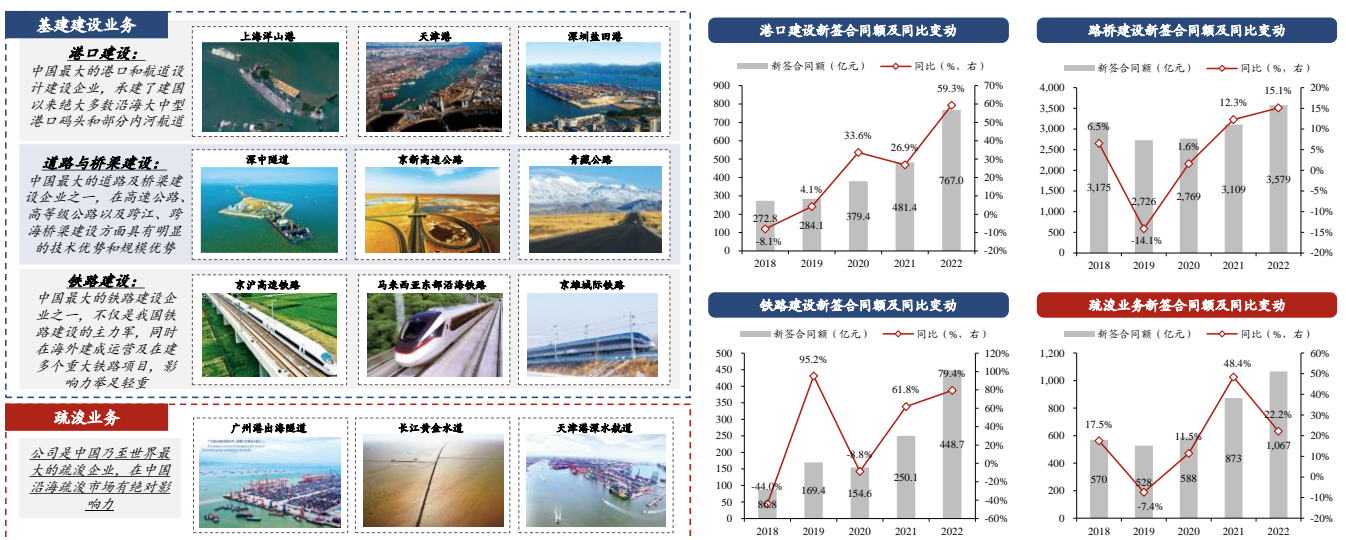 基建建设业务
港口建设：
中国最大的港口和航道设
计建设企业，承建了建国
以来绝大多数沿海大中型
港口码头和部分内河航道
上海洋山港
天津港
深圳盐田港
道路与桥梁建设：
中国最大的道路及桥梁建
设企业之一，在高速公路、
高等级公路以及跨江、跨
海桥梁建设方面具有明显
的技术优势和规模优势
深中隧道
京新高速公路
青藏公路
铁路建设：
中国最大的铁路建设企
业之一，不仅是我国铁
路建设的主力军，同时
在海外建成运营及在建
多个重大铁路项目，影
响力举足轻重
京沪高速铁路
马来西亚东部沿海铁路
京雄城际铁路
疏浚业务
公司是中国乃至世界最
大的疏浚企业，在中国
沿海疏浚市场有绝对影
响力
广州港出海隧道
长江黄金水道
天津港深水航道
港口建设新签合同额及同比变动
新签合同额（亿元）
同比（%，右）
900
800
700
600
500
400
300
200
100
0
70%
60%
50%
40%
30%
20%
10%
0%
-10%
-20%
272.8
284.1
379.4
481.4
767.0
-8.1%
4.1%
33.6%
26.9%
59.3%
2018 2019 2020 2021 2022
路桥建设新签合同额及同比变动
新签合同额（亿元）
同比（%，右）
4,000
3,500
3,000
2,500
2,000
1,500
1,000
500
0
20%
15%
10%
5%
0%
-5%
-10%
-15%
-20%
3,175
2,726
2,769
3,109
3,579
6.5%
-14.1%
1.6%
12.3%
15.1%
2018 2019 2020 2021 2022
铁路建设新签合同额及同比变动
新签合同额（亿元）
同比（%，右）
500
450
400
350
300
250
200
150
100
50
0
120%
100%
80%
60%
40%
20%
0%
-20%
-40%
-60%
169.4
154.6
250.1
448.7
-44.0%
95.2%
-8.8%
61.8%
79.4%
2018 2019 2020 2021 2022
疏浚业务新签合同额及同比变动
新签合同额（亿元）
同比（%，右）
1,200
1,000
800
600
400
200
0
60%
50%
40%
30%
20%
10%
0%
-10%
-20%
570
528
588
873
1,067
17.5%
-7.4%
11.5%
48.4%
22.2%
2018 2019 2020 2021 2022